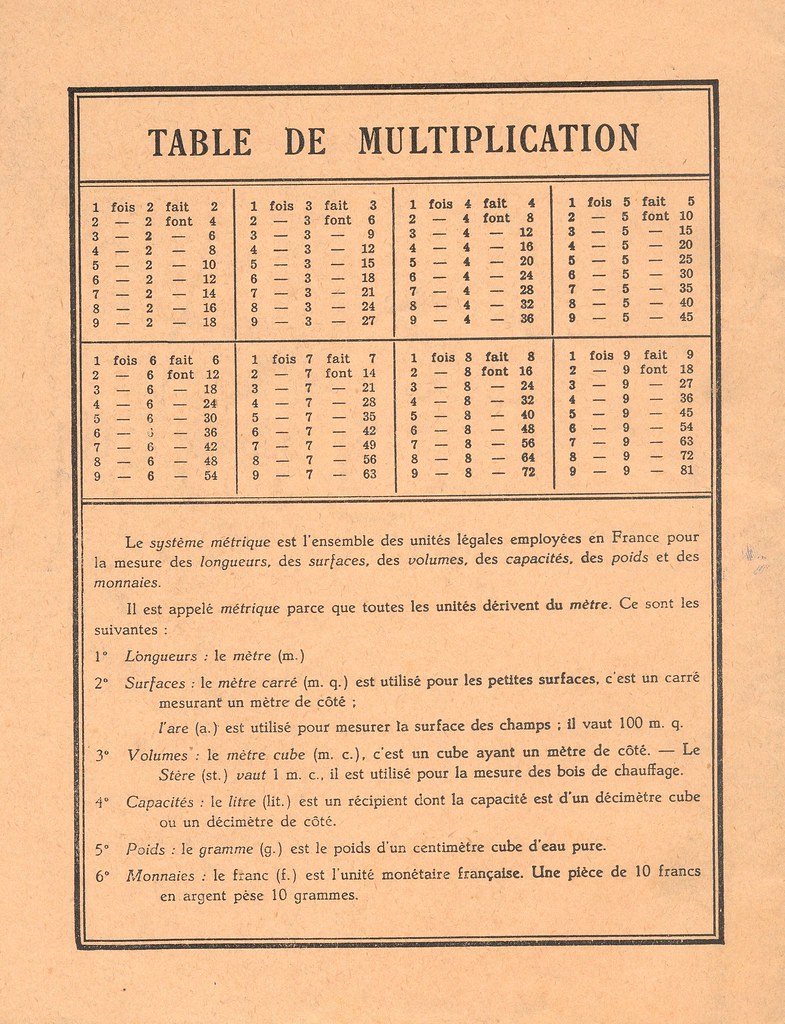 TABLE DE MULTIPLICATION
1 fois 2 fait 2
2 — 2 font 4
3 — 2 — 6
4 — 2 — 8
5 — 2 — 10
6 — 2 — 12
7 — 2 — 14
8 — 2 — 16
9 — 2 — 18
1 fois 3 fait 3
2 — 3 font 6
3 — 3 — 9
4 — 3 — 12
5 — 3 — 15
6 — 3 — 18
7 — 3 — 21
8 — 3 — 24
9 — 3 — 27
1 fois 4 fait 4
2 — 4 font 8
3 — 4 — 12
4 — 4 — 16
5 — 4 — 20
6 — 4 — 24
7 — 4 — 28
8 — 4 — 32
9 — 4 — 36
1 fois 5 fait 5
2 — 5 font 10
3 — 5 — 15
4 — 5 — 20
5 — 5 — 25
6 — 5 — 30
7 — 5 — 35
8 — 5 — 40
9 — 5 — 45
1 fois 6 fait 6
2 — 6 font 12
3 — 6 — 18
4 — 6 — 24
5 — 6 — 30
6 — 6 — 36
7 — 6 — 42
8 — 6 — 48
9 — 6 — 54
1 fois 7 fait 7
2 — 7 font 14
3 — 7 — 21
4 — 7 — 28
5 — 7 — 35
6 — 7 — 42
7 — 7 — 49
8 — 7 — 56
9 — 7 — 63
1 fois 8 fait 8
2 — 8 font 16
3 — 8 — 24
4 — 8 — 32
5 — 8 — 40
6 — 8 — 48
7 — 8 — 56
8 — 8 — 64
9 — 8 — 72
1 fois 9 fait 9
2 — 9 font 18
3 — 9 — 27
4 — 9 — 36
5 — 9 — 45
6 — 9 — 54
7 — 9 — 63
8 — 9 — 72
9 — 9 — 81
Le système métrique est l'ensemble des unités légales employées en France pour
la mesure des longueurs, des surfaces, des volumes, des capacités, des poids et des
monnaies.
Il est appelé métrique parce que toutes les unités dérivent du mètre. Ce sont les
suivantes :
1° Longueurs : le mètre (m.)
2° Surfaces : le mètre carré (m. q.) est utilisé pour les petites surfaces, c'est un carré
mesurant un mètre de côté ;
l'are (a.) est utilisé pour mesurer la surface des champs ; il vaut 100 m. q.
3° Volumes : le mètre cube (m. c.), c'est un cube ayant un mètre de côté. — Le
Stère (st.) vaut 1 m. c., il est utilisé pour la mesure des bois de chauffage.
4° Capacités : le litre (lit.) est un récipient dont la capacité est d'un décimètre cube
ou un décimètre de côté.
5° Poids : le gramme (g.) est le poids d'un centimètre cube d'eau pure.
6° Monnaies : le franc (f.) est l'unité monétaire française. Une pièce de 10 francs
en argent pèse 10 grammes.